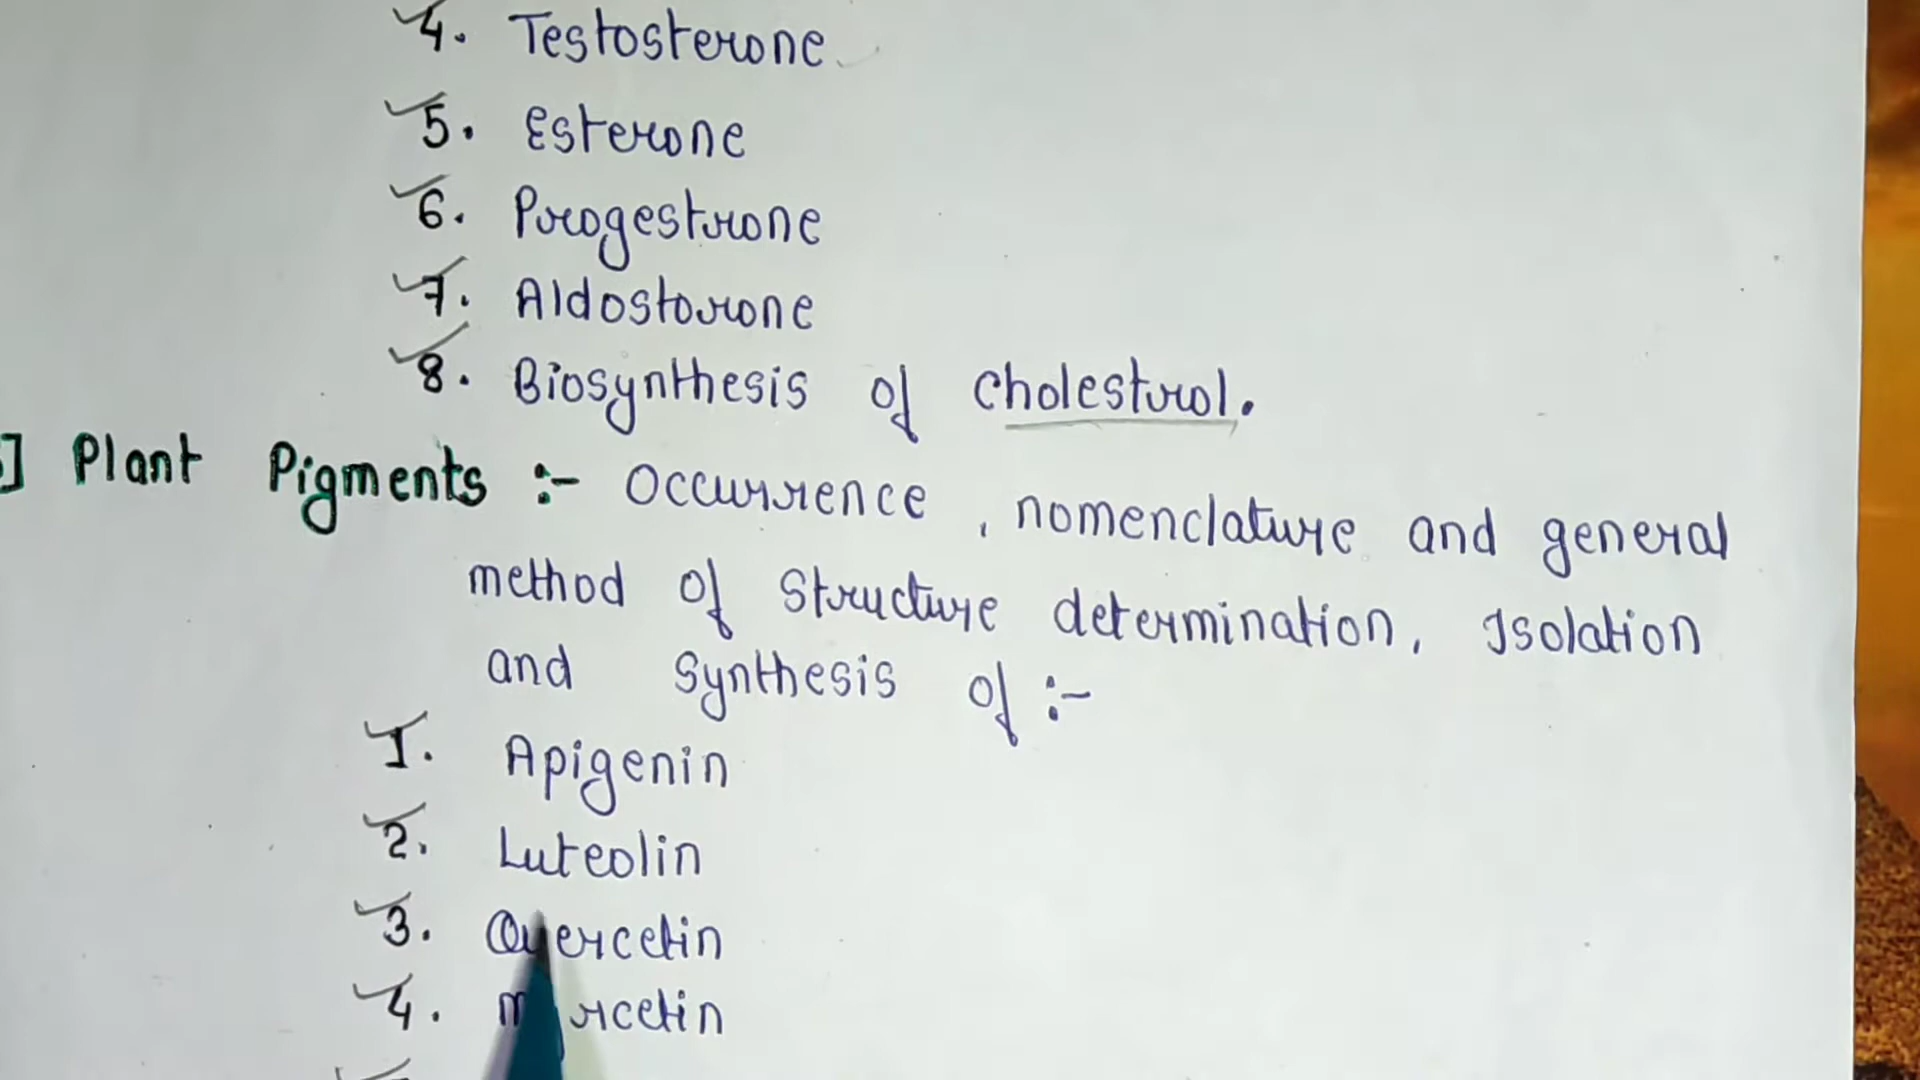 4. Testosterone
5. Esterone
6. Progestrone
7. Aldostorone
8. Biosynthesis of cholestrol.
] Plant Pigments :- Occurrence, nomenclature and general
method of Structure determination, Isolation
and Synthesis of :-
1. Apigenin
2. Luteolin
3. Quercetin
4.